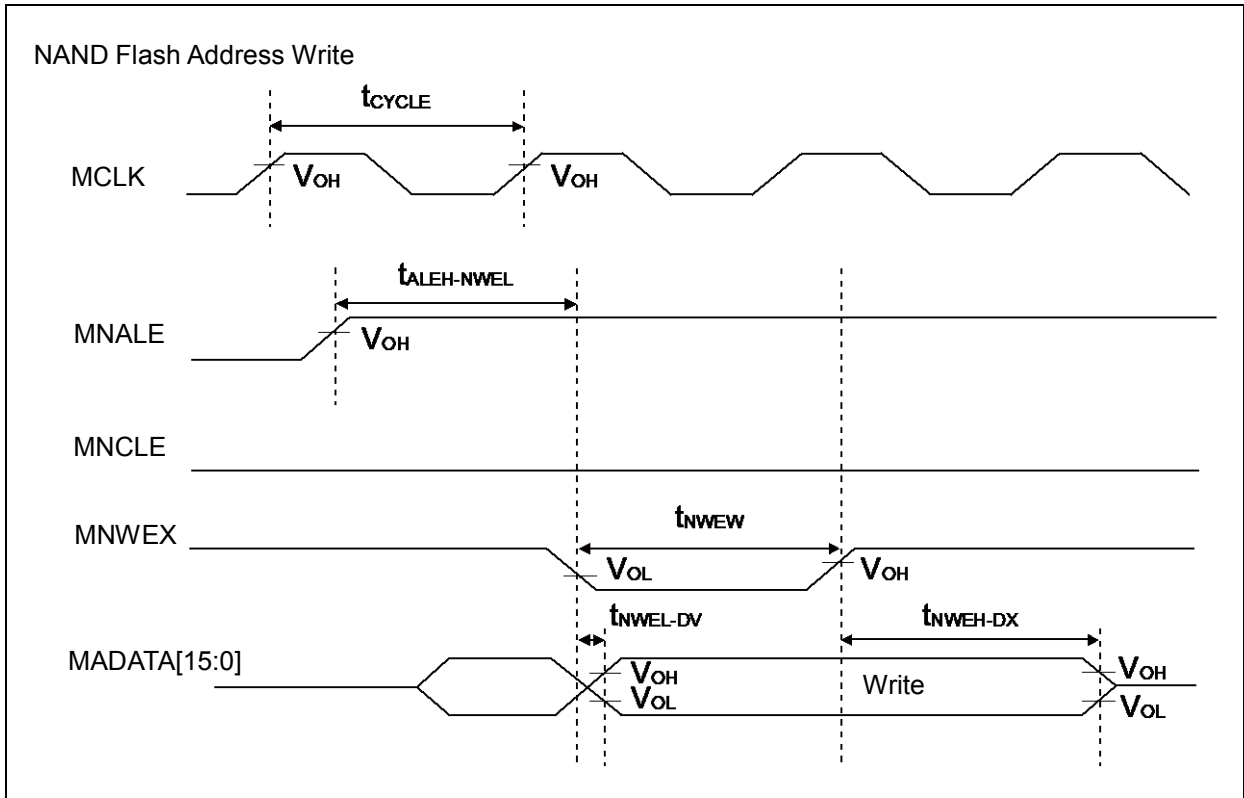 NAND Flash Address Write
tCYCLE
MCLK
VOH
VOH
tALEH-NWEL
MNALE
VOH
MNCLE
tNWEW
MNWEX
VOL
VOH
tNWEL-DV
tNWEH-DX
MADATA[15:0]
VOH
VOL
Write
VOH
VOL